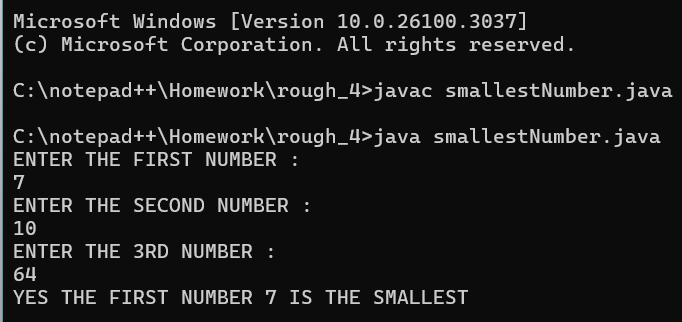 Microsoft Windows [Version 10.0.26100.3037]
(c) Microsoft Corporation. All rights reserved.
C:\notepad++\Homework\rough_4>javac smallestNumber.java
C:\notepad++\Homework\rough_4>java smallestNumber.java
ENTER THE FIRST NUMBER :
7
ENTER THE SECOND NUMBER :
10
ENTER THE 3RD NUMBER :
64
YES THE FIRST NUMBER 7 IS THE SMALLEST